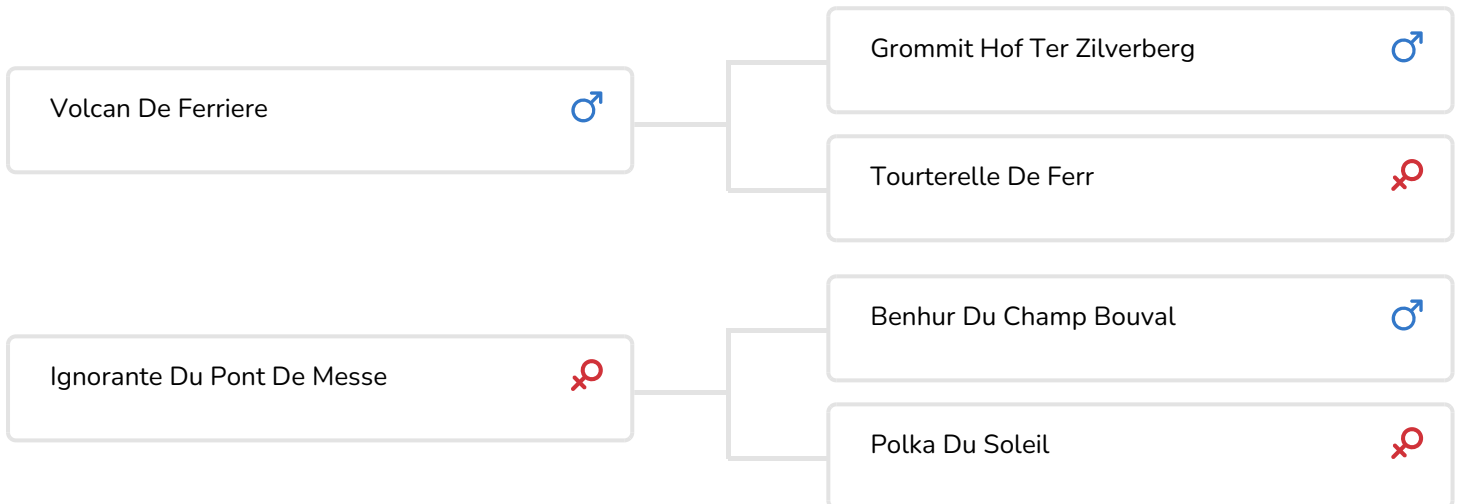 Grommit Hof Ter Zilverberg
Volcan De Ferriere
Tourterelle De Ferr
Benhur Du Champ Bouval
Ignorante Du Pont De Messe
Polka Du Soleil